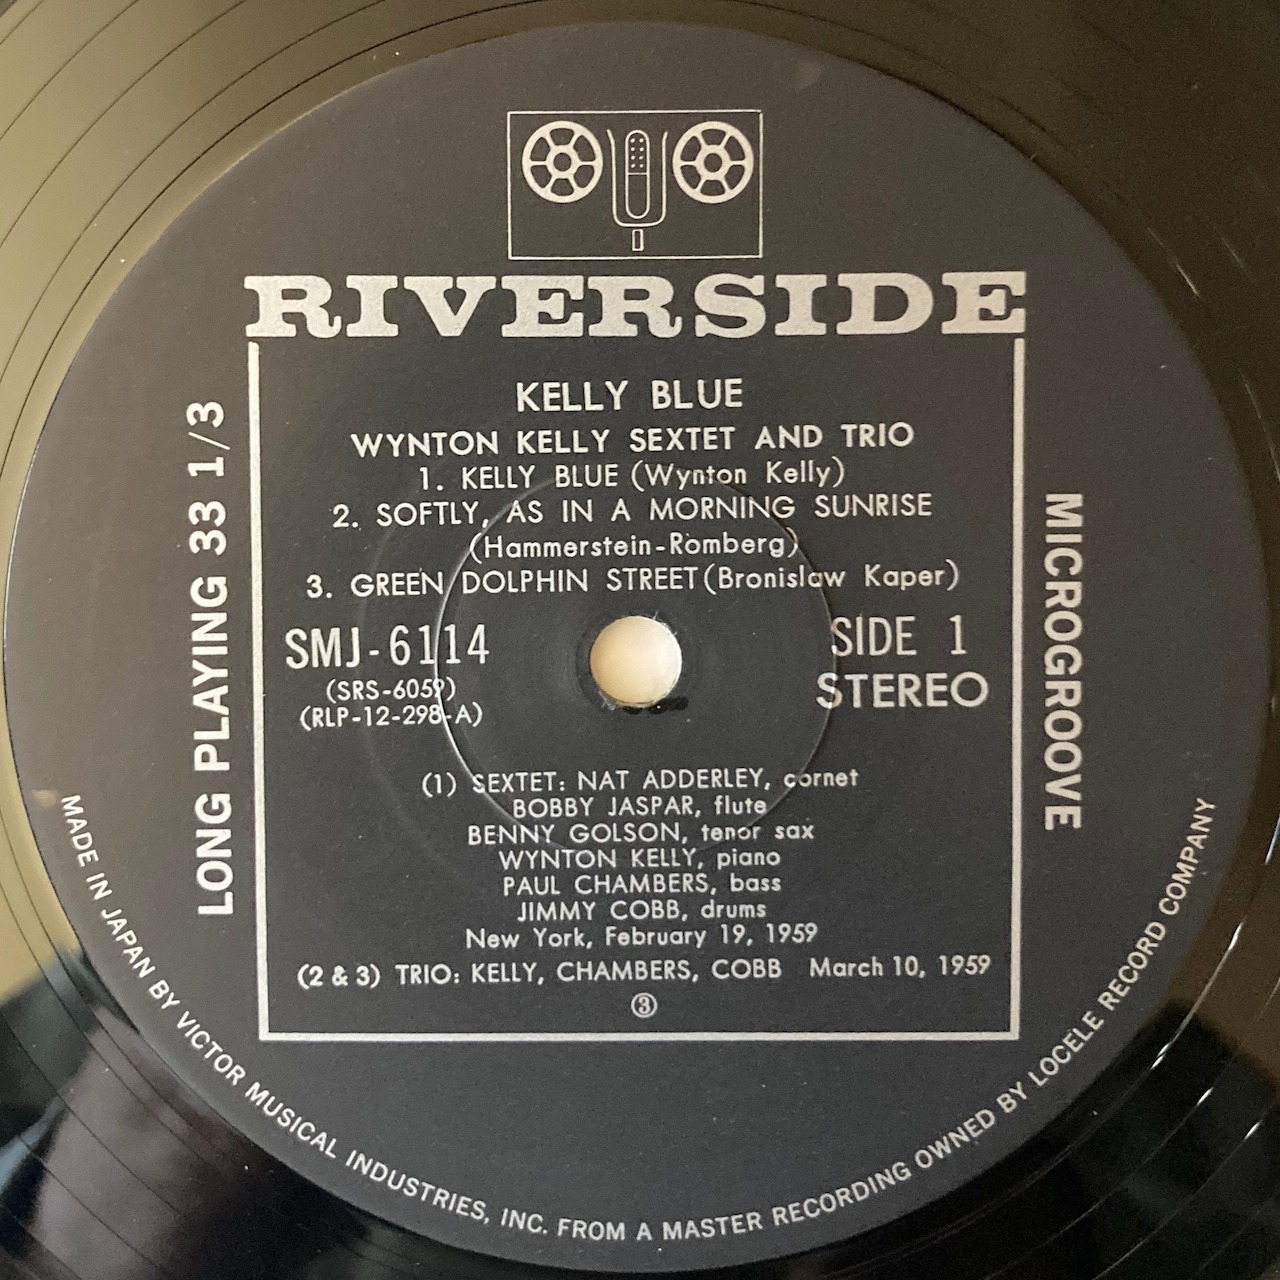 RIVERSIDE
KELLY BLUE
WYNTON KELLY SEXTET AND TRIO
1. KELLY BLUE (Wynton Kelly)
2. SOFTLY, AS IN A MORNING SUNRISE
(Hammerstein-Romberg)
3. GREEN DOLPHIN STREET (Bronislaw Kaper)
SMJ-6114
(SRS-6059)
(RLP-12-298-A)
SIDE 1
STEREO
(1) SEXTET: NAT ADDERLEY, cornet
BOBBY JASPAR, flute
BENNY GOLSON, tenor sax
WYNTON KELLY, piano
PAUL CHAMBERS, bass
JIMMY COBB, drums
New York, February 19, 1959
(2 & 3) TRIO: KELLY, CHAMBERS, COBB March 10, 1959
③
LONG PLAYING 33 1/3
MICROGROOVE
MADE IN JAPAN BY VICTOR MUSICAL INDUSTRIES, INC. FROM A MASTER RECORDING OWNED BY LOCELE RECORD COMPANY